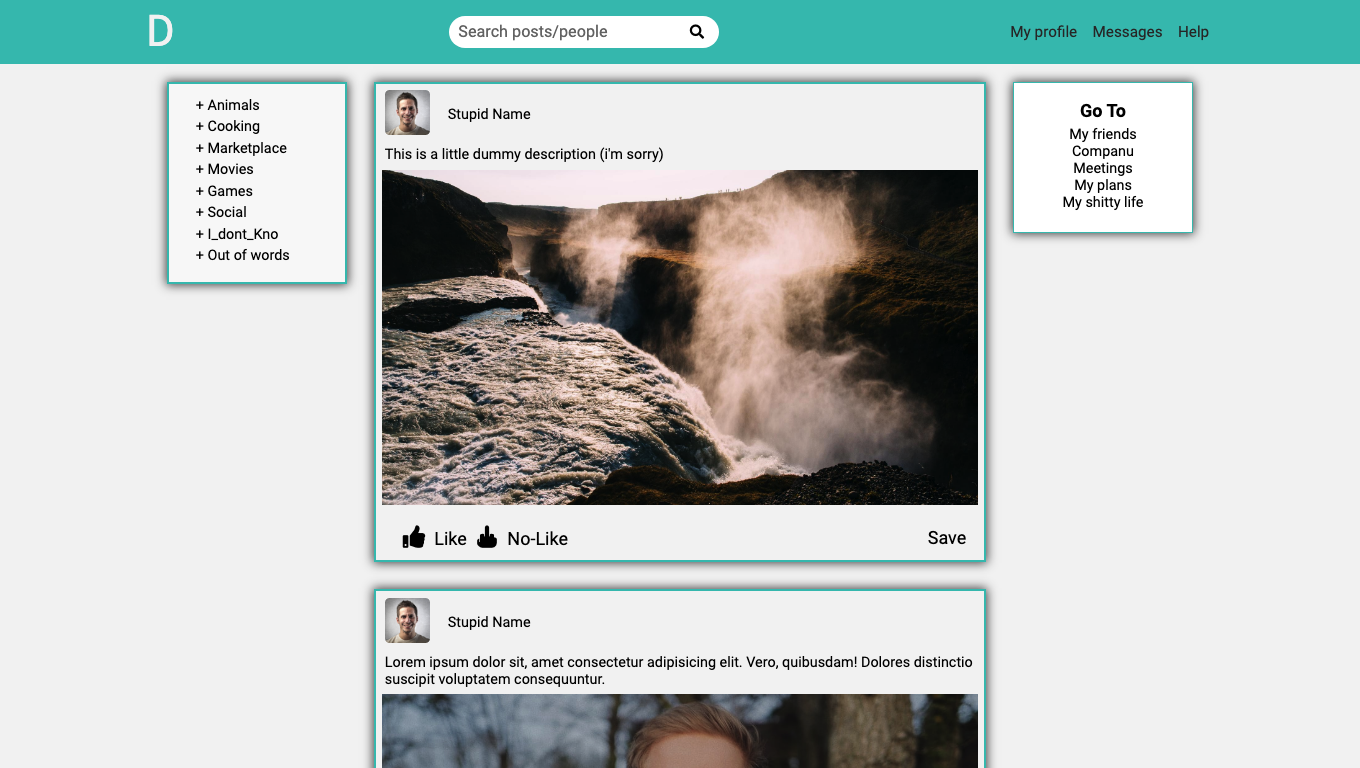 D
Search posts/people
My profile Messages Help
+ Animals
+ Cooking
+ Marketplace
+ Movies
+ Games
+ Social
+ I_dont_Kno
+ Out of words
Stupid Name
This is a little dummy description (i'm sorry)
Like No-Like Save
Stupid Name
Lorem ipsum dolor sit, amet consectetur adipisicing elit. Vero, quibusdam! Dolores distinctio
suscipit voluptatem consequuntur.
Go To
My friends
Companu
Meetings
My plans
My shitty life